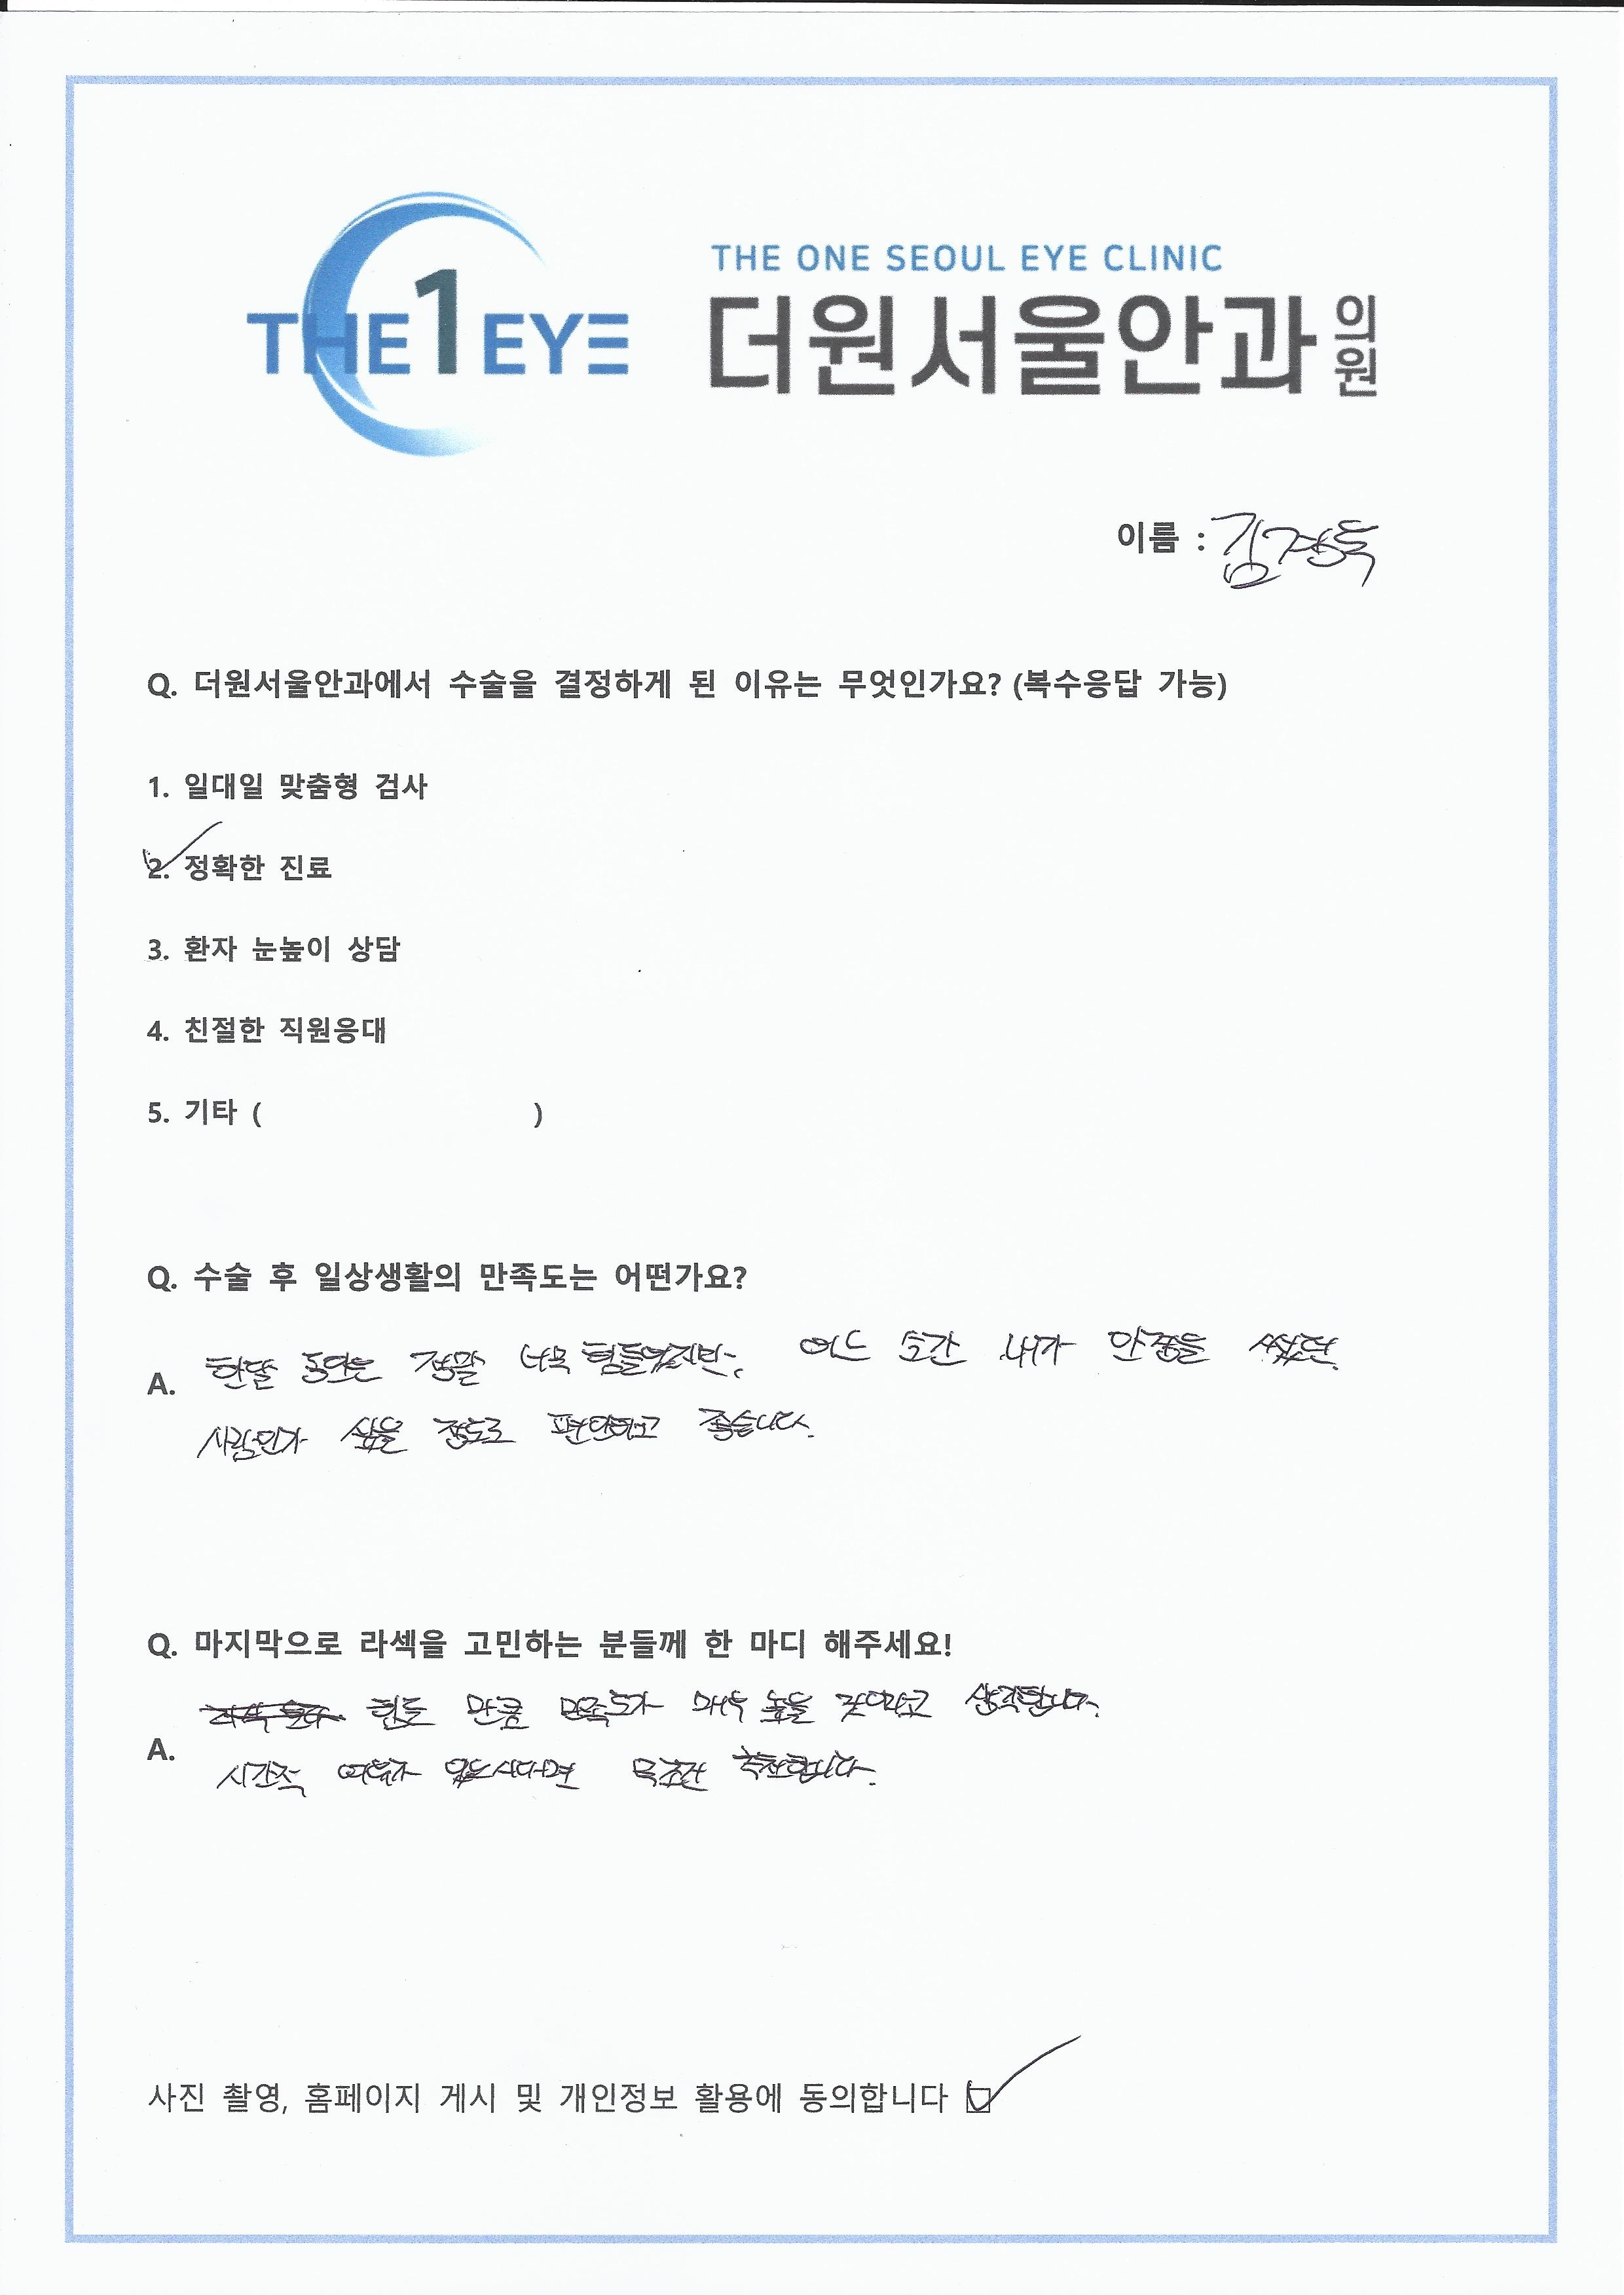 THE1EYE
THE ONE SEOUL EYE CLINIC
더원서울안과의원
이름 : 김경득
Q. 더원서울안과에서 수술을 결정하게 된 이유는 무엇인가요? (복수응답 가능)
1. 일대일 맞춤형 검사
2. 정확한 진료
3. 환자 눈높이 상담
4. 친절한 직원응대
5. 기타 ( )
Q. 수술 후 일상생활의 만족도는 어떤가요?
A. 한달 동안은 정말 너무 힘들었지만, 어느 순간 내가 안경을 썼었던
사람인가 싶을 정도로 편안하고 좋습니다.
Q. 마지막으로 라섹을 고민하는 분들께 한 마디 해주세요!
힘든 만큼 만족도가 매우 높을 것이라고 생각합니다.
A. 시간적 여유가 있으시다면 무조건 추천합니다.
사진 촬영, 홈페이지 게시 및 개인정보 활용에 동의합니다